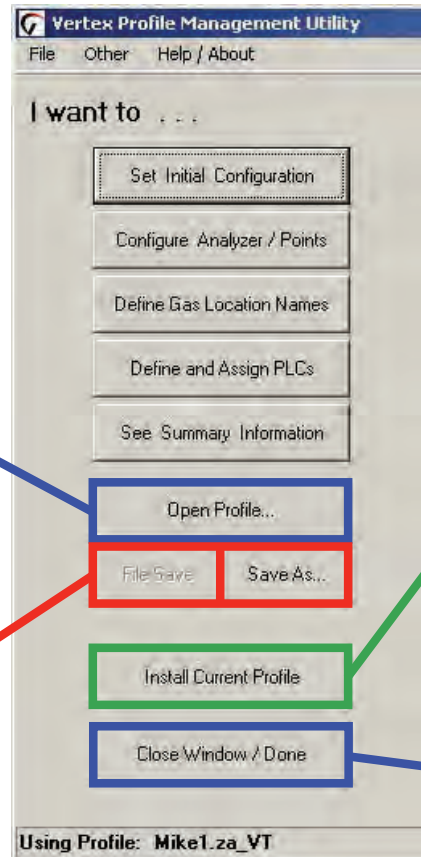 Vertex Profile Management Utility
File Other Help / About
I want to . . .
Set Initial Configuration
Configure Analyzer / Points
Define Gas Location Names
Define and Assign PLCs
See Summary Information
Open Profile...
File Save Save As...
Install Current Profile
Close Window / Done
Using Profile: Mike1.za_VT